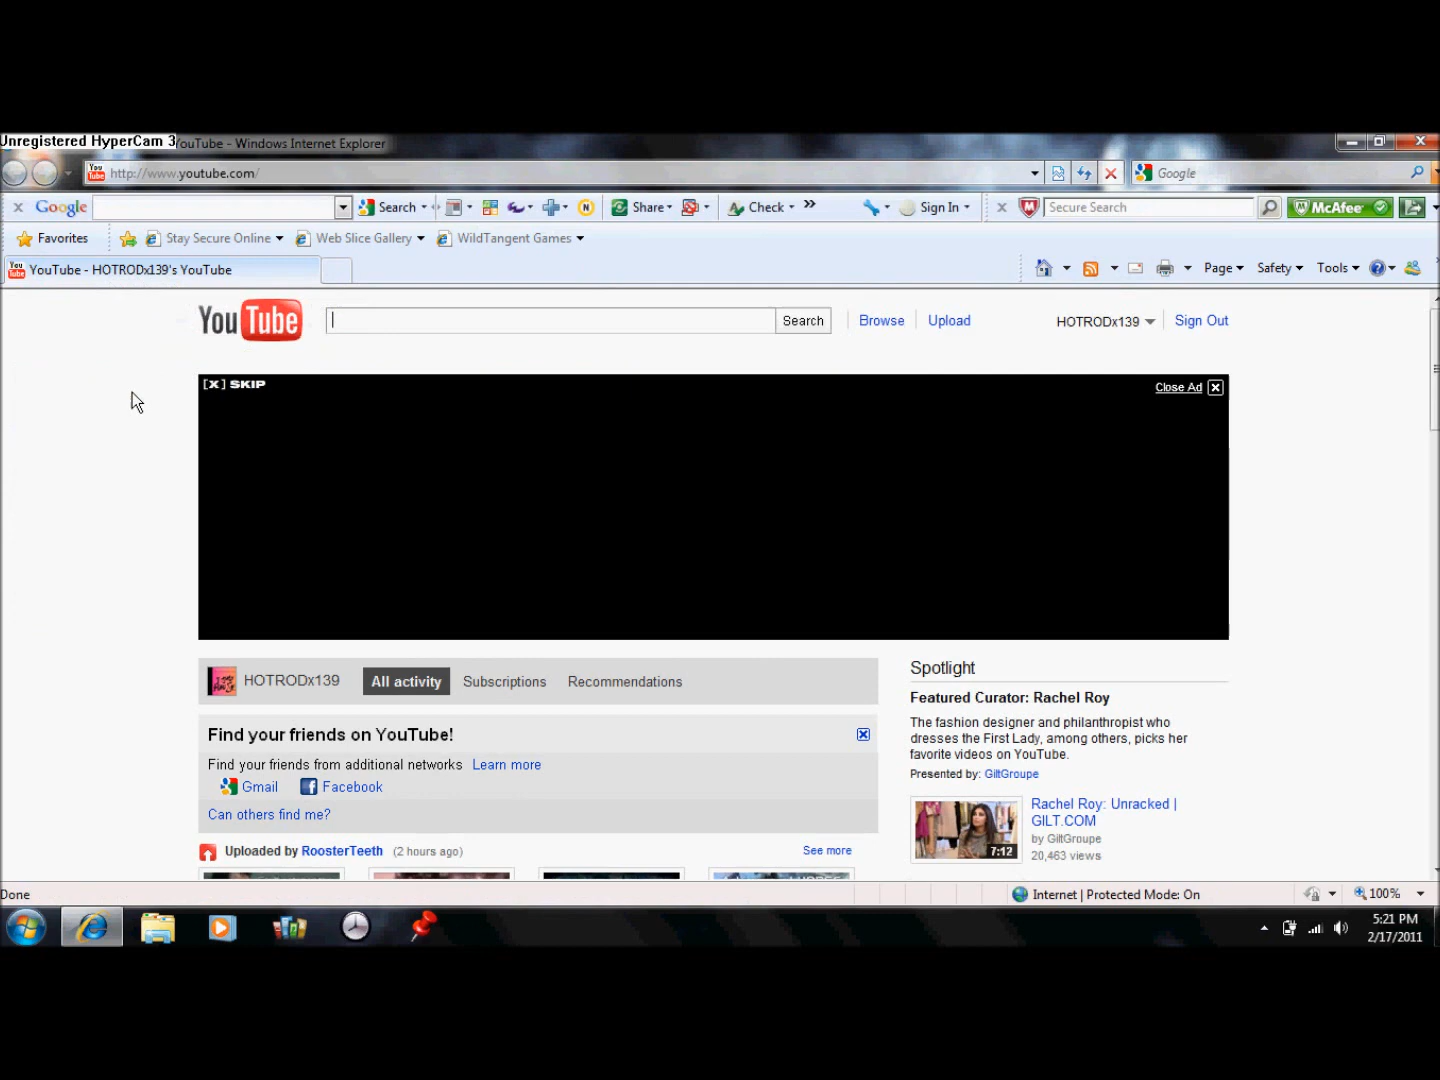 Unregistered HyperCam 3
YouTube - Windows Internet Explorer
http://www.youtube.com/
Google
Google
Search
Share
Check
Sign In
Secure Search
McAfee
Favorites
Stay Secure Online
Web Slice Gallery
WildTangent Games
YouTube - HOTRODx139's YouTube
Page
Safety
Tools
YouTube
Search
Browse
Upload
HOTRODx139
Sign Out
[X] SKIP
Close Ad
HOTRODx139
All activity
Subscriptions
Recommendations
Find your friends on YouTube!
Find your friends from additional networks Learn more
Gmail
Facebook
Can others find me?
Uploaded by RoosterTeeth (2 hours ago)
See more
Spotlight
Featured Curator: Rachel Roy
The fashion designer and philanthropist who
dresses the First Lady, among others, picks her
favorite videos on YouTube.
Presented by: GiltGroupe
7:12
Rachel Roy: Unracked |
GILT.COM
by GiltGroupe
20,463 views
Done
Internet | Protected Mode: On
100%
5:21 PM
2/17/2011